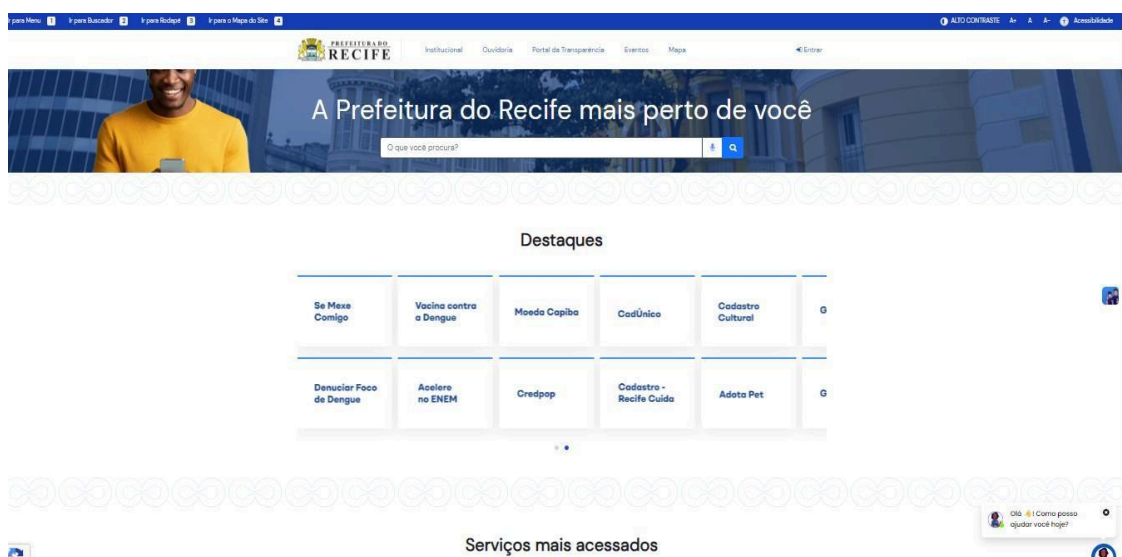 Ir para Menu 1 Ir para Buscador 2 Ir para Rodapé 3 Ir para o Mapa do Site 4 ALTO CONTRASTE A+ A A- Acessibilidade
PREFEITURA DO
RECIFE
Institucional Ouvidoria Portal da Transparência Eventos Mapa Entrar
A Prefeitura do Recife mais perto de você
O que você procura?
Destaques
Se Mexe
Comigo
Vacina contra
a Dengue
Moeda Capiba
CadÚnico
Cadastro
Cultural
G
Denuciar Foco
de Dengue
Acelere
no ENEM
Credpop
Cadastro -
Recife Cuida
Adota Pet
G
Olá 👋! Como posso
ajudar você hoje?
Serviços mais acessados